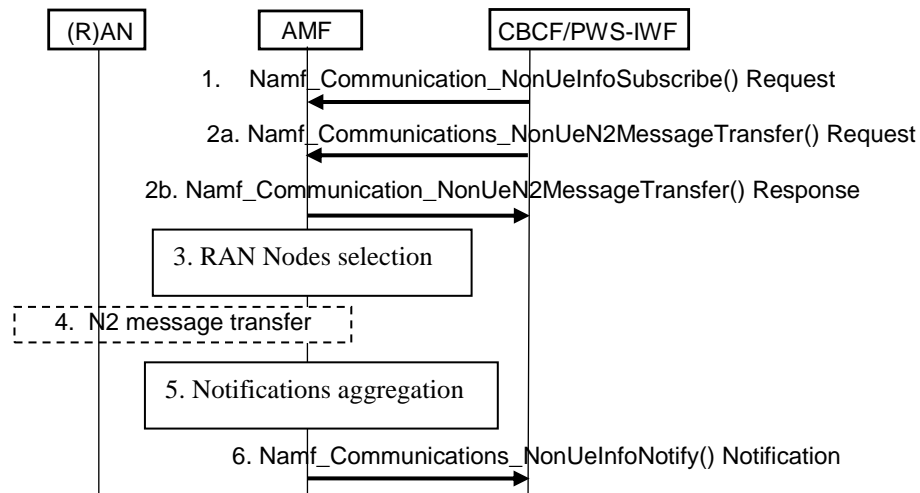 (R)AN AMF CBCF/PWS-IWF
1. Namf_Communication_NonUeInfoSubscribe() Request
2a. Namf_Communications_NonUeN2MessageTransfer() Request
2b. Namf_Communication_NonUeN2MessageTransfer() Response
3. RAN Nodes selection
4. N2 message transfer
5. Notifications aggregation
6. Namf_Communications_NonUeInfoNotify() Notification